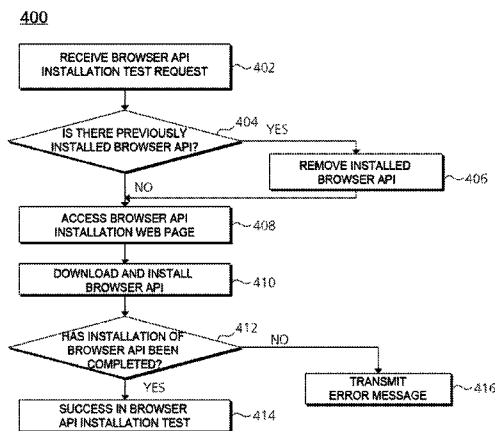 400
RECEIVE BROWSER API
INSTALLATION TEST REQUEST
402
IS THERE PREVIOUSLY
INSTALLED BROWSER API?
404
YES
REMOVE INSTALLED
BROWSER API
406
NO
ACCESS BROWSER API
INSTALLATION WEB PAGE
408
DOWNLOAD AND INSTALL
BROWSER API
410
HAS INSTALLATION OF
BROWSER API BEEN
COMPLETED?
412
NO
TRANSMIT
ERROR MESSAGE
416
YES
SUCCESS IN BROWSER
API INSTALLATION TEST
414